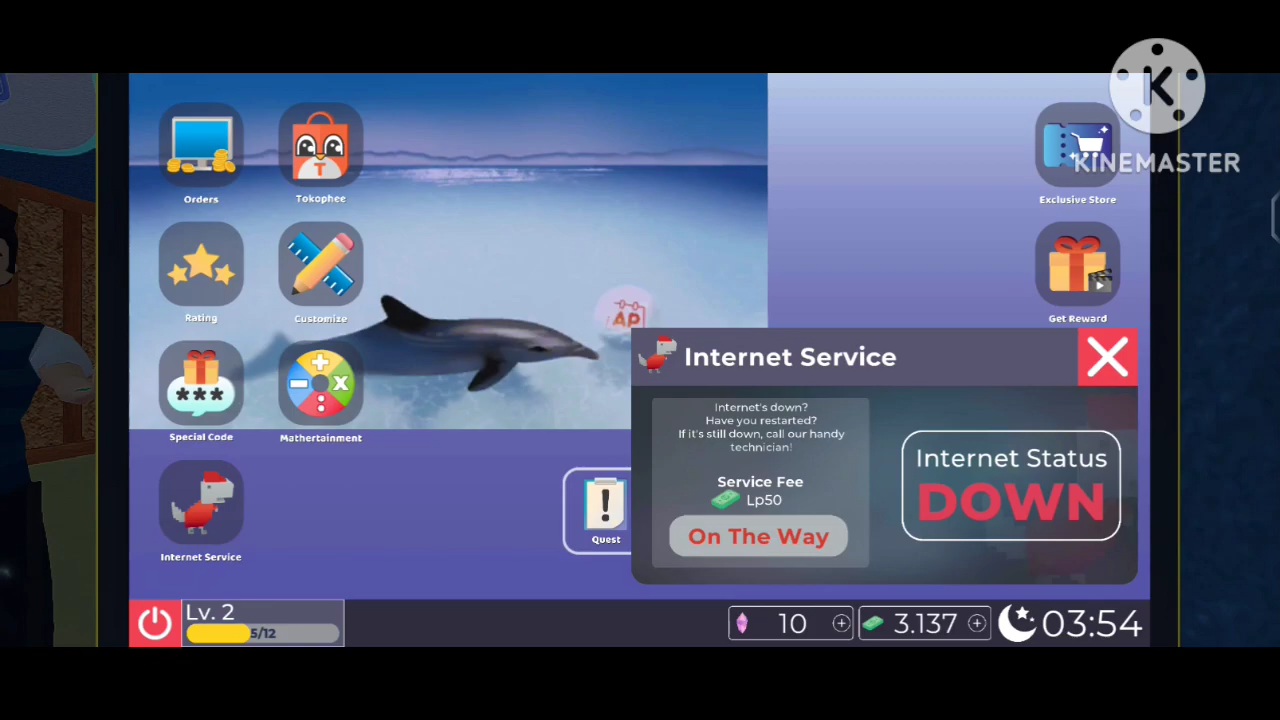 Orders
Tokophee
Rating
Customize
Special Code
Mathertainment
Internet Service
Exclusive Store
Get Reward
K
KINEMASTER
T
***
AP
Internet Service
Internet's down?
Have you restarted?
If it's still down, call our handy
technician!
Service Fee
Lp50
On The Way
Internet Status
DOWN
!
Quest
Lv. 2
5/12
10
3.137
03:54